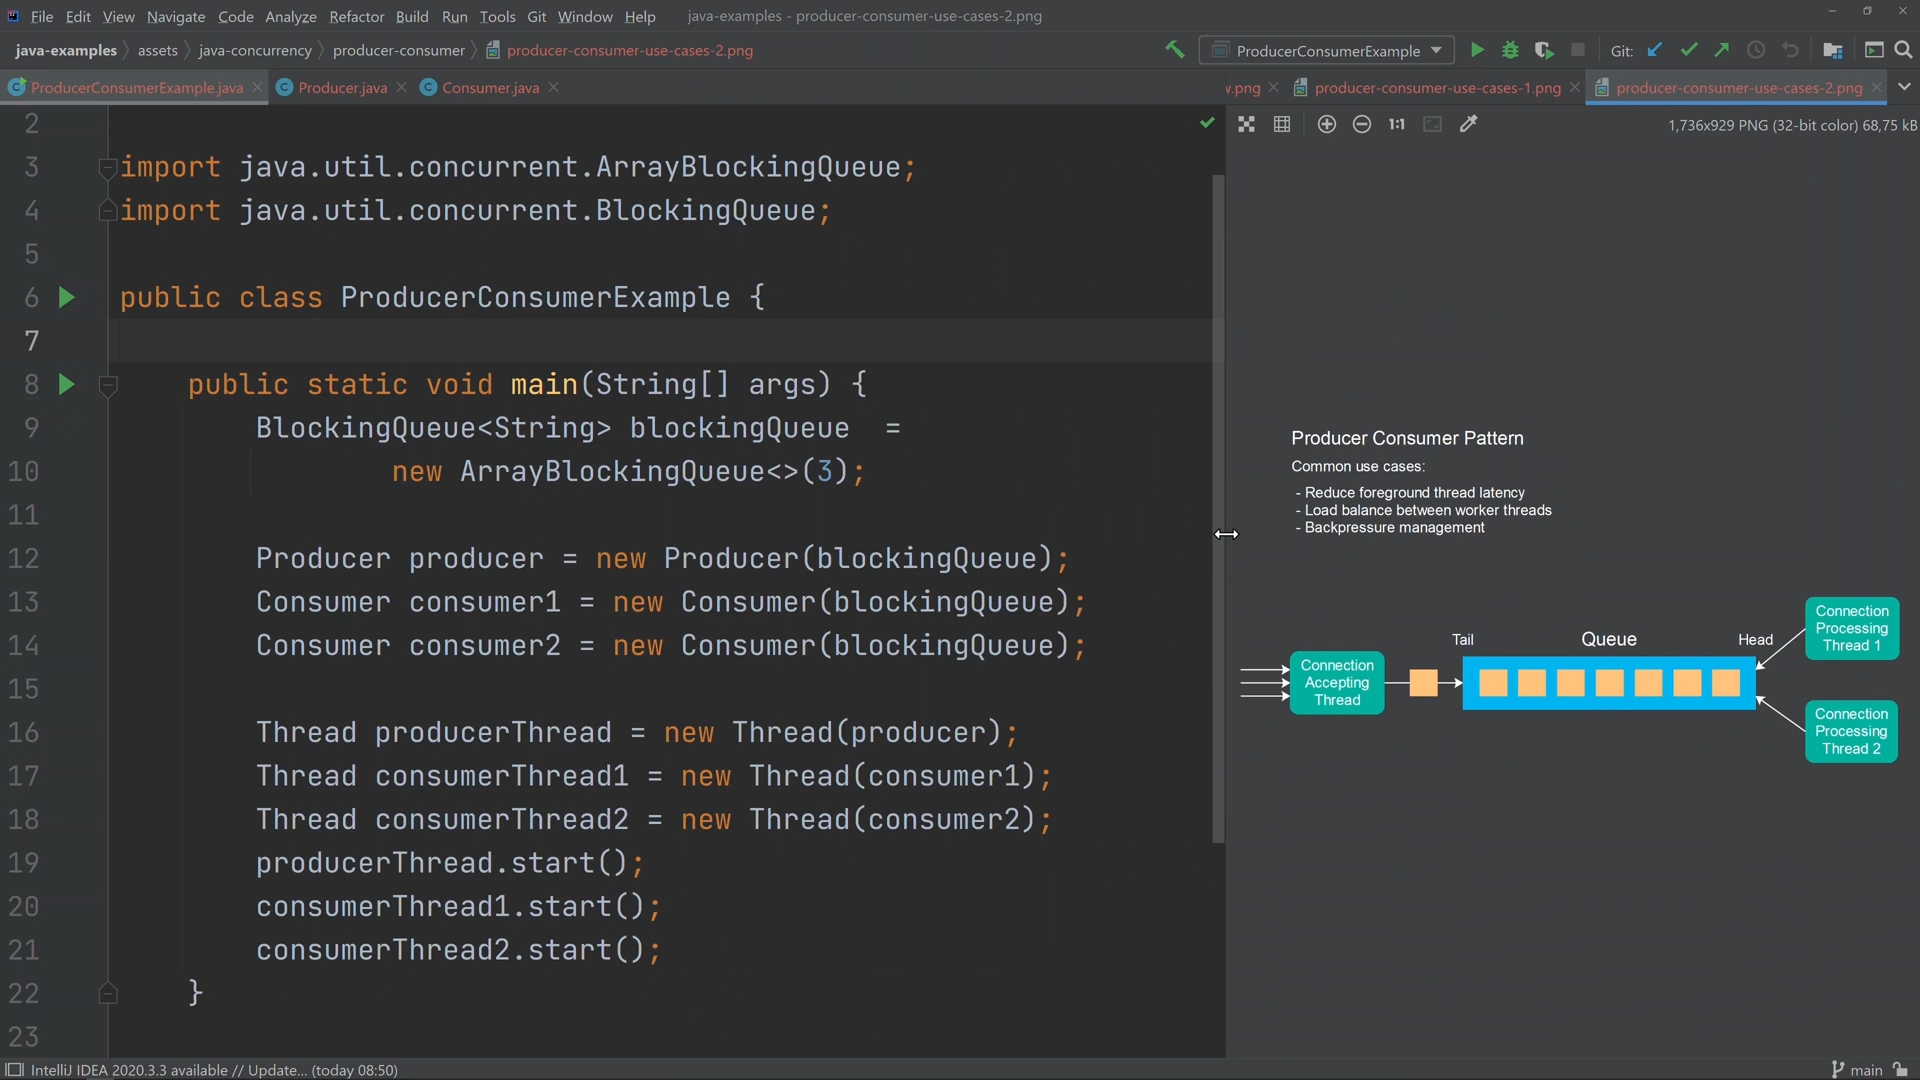 File Edit View Navigate Code Analyze Refactor Build Run Tools Git Window Help java-examples - producer-consumer-use-cases-2.png
java-examples assets java-concurrency producer-consumer producer-consumer-use-cases-2.png
ProducerConsumerExample Git:
ProducerConsumerExample.java Producer.java Consumer.java
.png producer-consumer-use-cases-1.png producer-consumer-use-cases-2.png
1,736x929 PNG (32-bit color) 68,75 kB
2
3 import java.util.concurrent.ArrayBlockingQueue;
4 import java.util.concurrent.BlockingQueue;
5
6 public class ProducerConsumerExample {
7
8 public static void main(String[] args) {
9 BlockingQueue<String> blockingQueue =
10 new ArrayBlockingQueue<>(3);
11
12 Producer producer = new Producer(blockingQueue);
13 Consumer consumer1 = new Consumer(blockingQueue);
14 Consumer consumer2 = new Consumer(blockingQueue);
15
16 Thread producerThread = new Thread(producer);
17 Thread consumerThread1 = new Thread(consumer1);
18 Thread consumerThread2 = new Thread(consumer2);
19 producerThread.start();
20 consumerThread1.start();
21 consumerThread2.start();
22 }
23
1:1
Producer Consumer Pattern
Common use cases:
- Reduce foreground thread latency
- Load balance between worker threads
- Backpressure management
Connection
Accepting
Thread
Tail Queue Head
Connection
Processing
Thread 1
Connection
Processing
Thread 2
IntelliJ IDEA 2020.3.3 available // Update... (today 08:50)
main